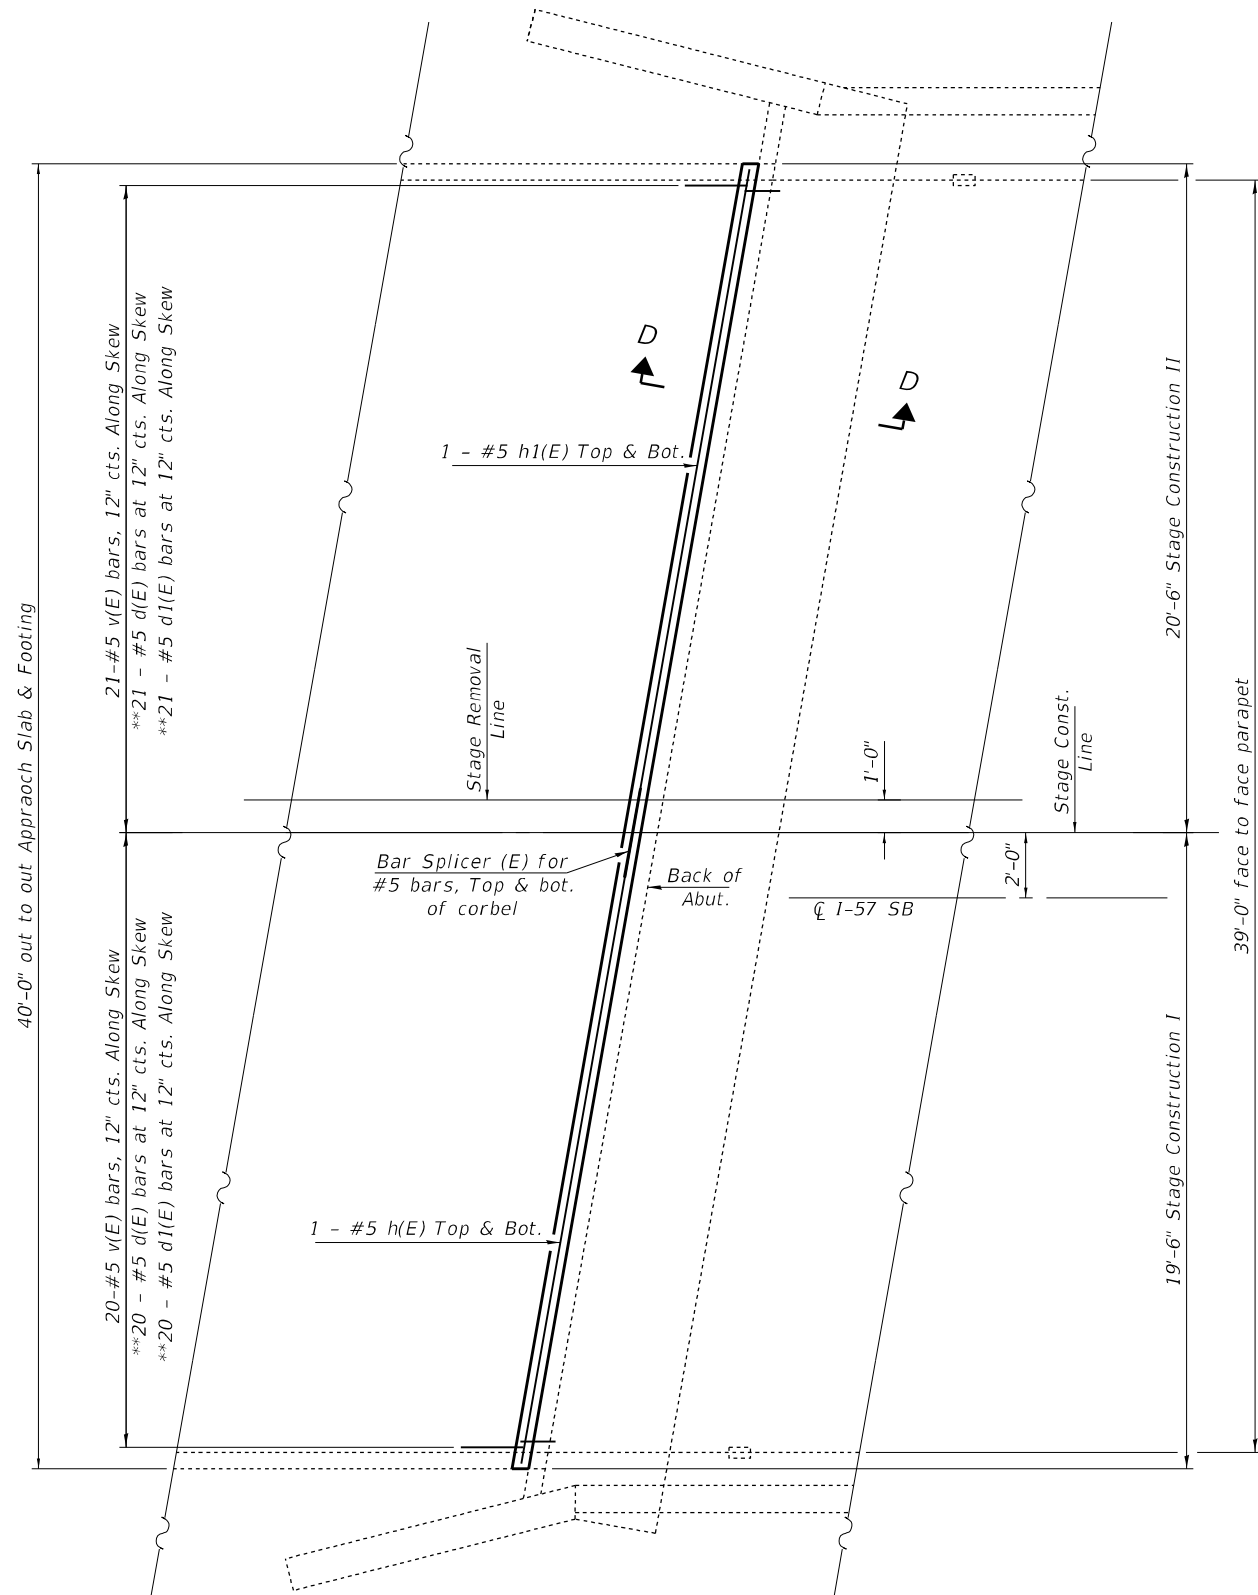 40'-0" out to out Appraoch Slab & Footing
21-#5 v(E) bars, 12" cts. Along Skew
**21 - #5 d(E) bars at 12" cts. Along Skew
**21 - #5 d1(E) bars at 12" cts. Along Skew
20-#5 v(E) bars, 12" cts. Along Skew
**20 - #5 d(E) bars at 12" cts. Along Skew
**20 - #5 d1(E) bars at 12" cts. Along Skew
D
D
1 - #5 h1(E) Top & Bot.
Stage Removal
Line
1'-0"
Stage Const.
Line
Bar Splicer (E) for
#5 bars, Top & bot.
of corbel
Back of
Abut.
2'-0"
℄ I-57 SB
1 - #5 h(E) Top & Bot.
20'-6" Stage Construction II
19'-6" Stage Construction I
39'-0" face to face parapet